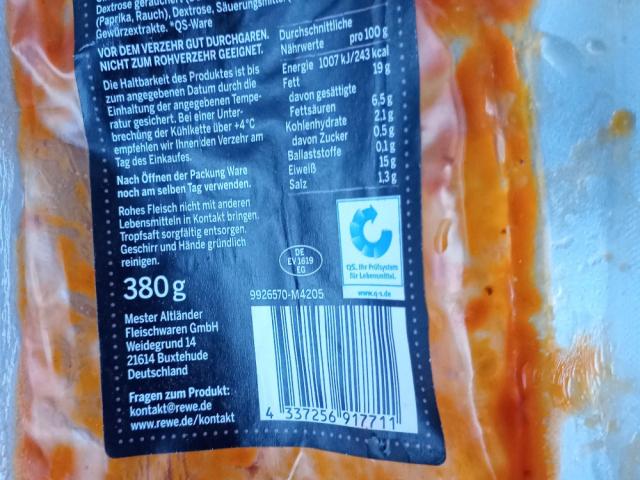 (Paprika, Rauch), Dextrose, Säuerungsmittel
Gewürzextrakte. *QS-Ware
VOR DEM VERZEHR GUT DURCHGAREN.
NICHT ZUM ROHVERZEHR GEEIGNET.
Die Haltbarkeit des Produktes ist bis
zum angegebenen Datum durch die
Einhaltung der angegebenen Tempe-
ratur gesichert. Bei einer Unter-
brechung der Kühlkette über +4°C
empfehlen wir Ihnen den Verzehr am
Tag des Einkaufes.
Nach Öffnen der Packung Ware
noch am selben Tag verwenden.
Rohes Fleisch nicht mit anderen
Lebensmitteln in Kontakt bringen.
Tropfsaft sorgfältig entsorgen.
Geschirr und Hände gründlich
reinigen.
380g
Mester Altländer
Fleischwaren GmbH
Weidegrund 14
21614 Buxtehude
Deutschland
Fragen zum Produkt:
kontakt@rewe.de
www.rewe.de/kontakt
Durchschnittliche
Nährwerte pro 100 g
Energie 1007 kJ/243 kcal
Fett 19 g
davon gesättigte
Fettsäuren 6,5 g
Kohlenhydrate 2,1 g
davon Zucker 0,5 g
Ballaststoffe 0,1 g
Eiweiß 15 g
Salz 1,3 g
DE
EV 1619
EG
QS. Ihr Prüfsystem
für Lebensmittel.
www.q-s.de
9926570-M4205
4 337256 917711